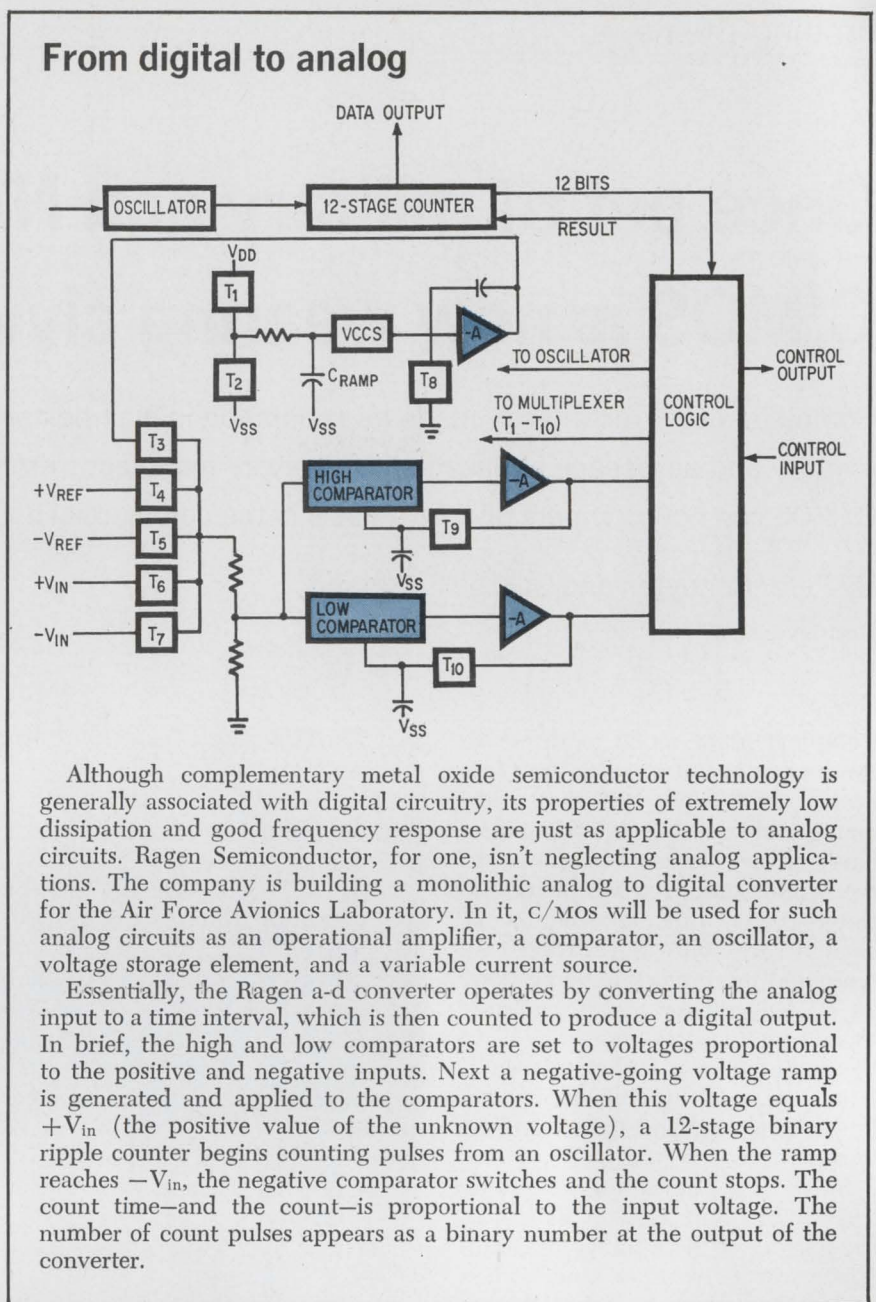 From digital to analog
DATA OUTPUT
OSCILLATOR
12-STAGE COUNTER
12 BITS
RESULT
VDD
T1
VCCS
-A
T2
CRAMP
T8
VSS
VSS
TO OSCILLATOR
TO MULTIPLEXER
(T1 – T10)
CONTROL
LOGIC
CONTROL
OUTPUT
CONTROL
INPUT
T3
+VREF
T4
−VREF
T5
+VIN
T6
−VIN
T7
HIGH
COMPARATOR
-A
T9
VSS
LOW
COMPARATOR
-A
T10
VSS
Although complementary metal oxide semiconductor technology is
generally associated with digital circuitry, its properties of extremely low
dissipation and good frequency response are just as applicable to analog
circuits. Ragen Semiconductor, for one, isn't neglecting analog applica-
tions. The company is building a monolithic analog to digital converter
for the Air Force Avionics Laboratory. In it, C/MOS will be used for such
analog circuits as an operational amplifier, a comparator, an oscillator, a
voltage storage element, and a variable current source.
Essentially, the Ragen a-d converter operates by converting the analog
input to a time interval, which is then counted to produce a digital output.
In brief, the high and low comparators are set to voltages proportional
to the positive and negative inputs. Next a negative-going voltage ramp
is generated and applied to the comparators. When this voltage equals
+Vin (the positive value of the unknown voltage), a 12-stage binary
ripple counter begins counting pulses from an oscillator. When the ramp
reaches −Vin, the negative comparator switches and the count stops. The
count time—and the count—is proportional to the input voltage. The
number of count pulses appears as a binary number at the output of the
converter.